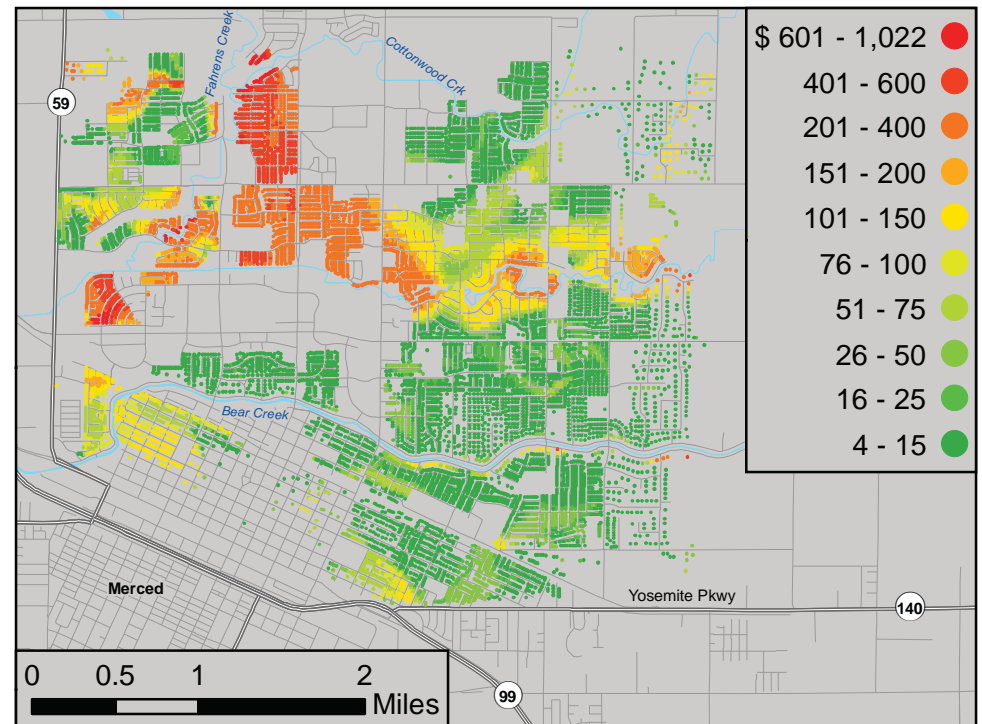 $ 601 - 1,022
401 - 600
201 - 400
151 - 200
101 - 150
76 - 100
51 - 75
26 - 50
16 - 25
4 - 15
Fahrens Creek
Cottonwood Crk
59
Bear Creek
Merced
Yosemite Pkwy
140
99
0 0.5 1 2
Miles